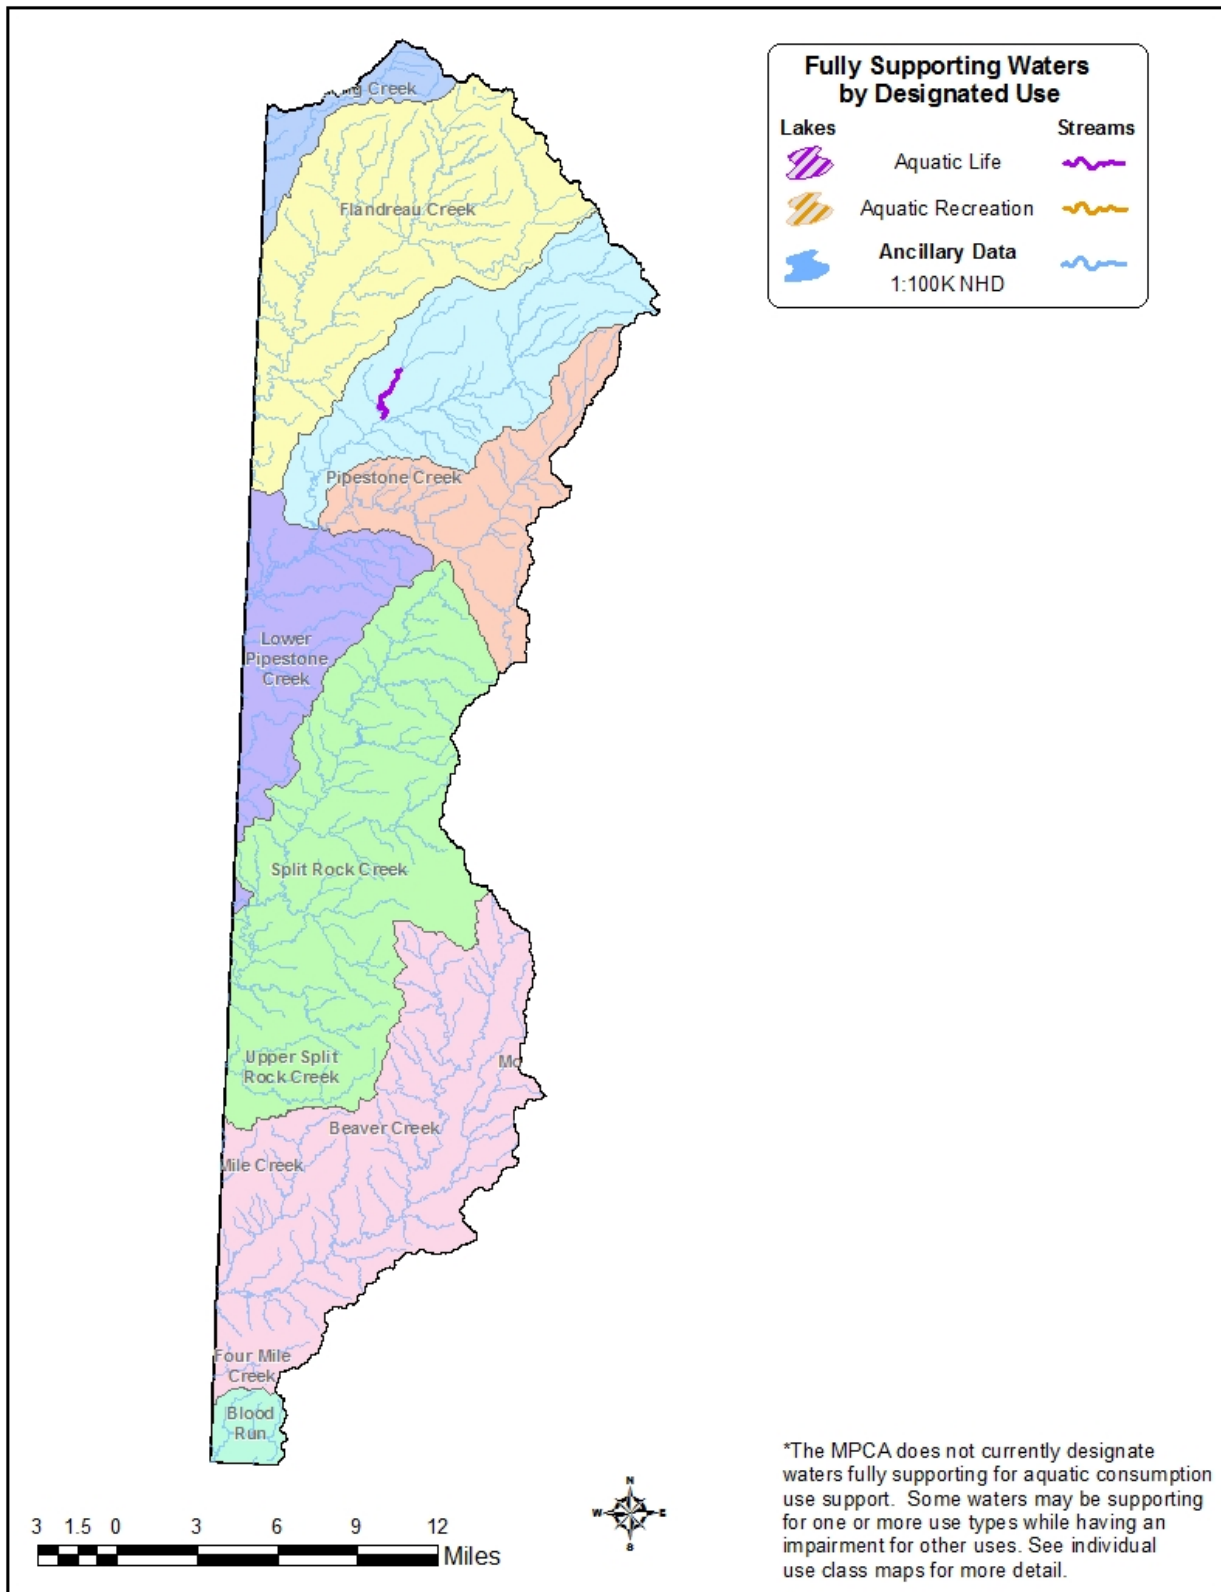 Fully Supporting Waters
by Designated Use
Lakes
Streams
Aquatic Life
Aquatic Recreation
Ancillary Data
1:100K NHD
Creek
Flandreau Creek
Pipestone Creek
Lower
Pipestone
Creek
Split Rock Creek
Upper Split
Rock Creek
Mo
Beaver Creek
Mile Creek
Four Mile
Creek
Blood
Run
N
W E
S
3 1.5 0 3 6 9 12
Miles
*The MPCA does not currently designate
waters fully supporting for aquatic consumption
use support. Some waters may be supporting
for one or more use types while having an
impairment for other uses. See individual
use class maps for more detail.